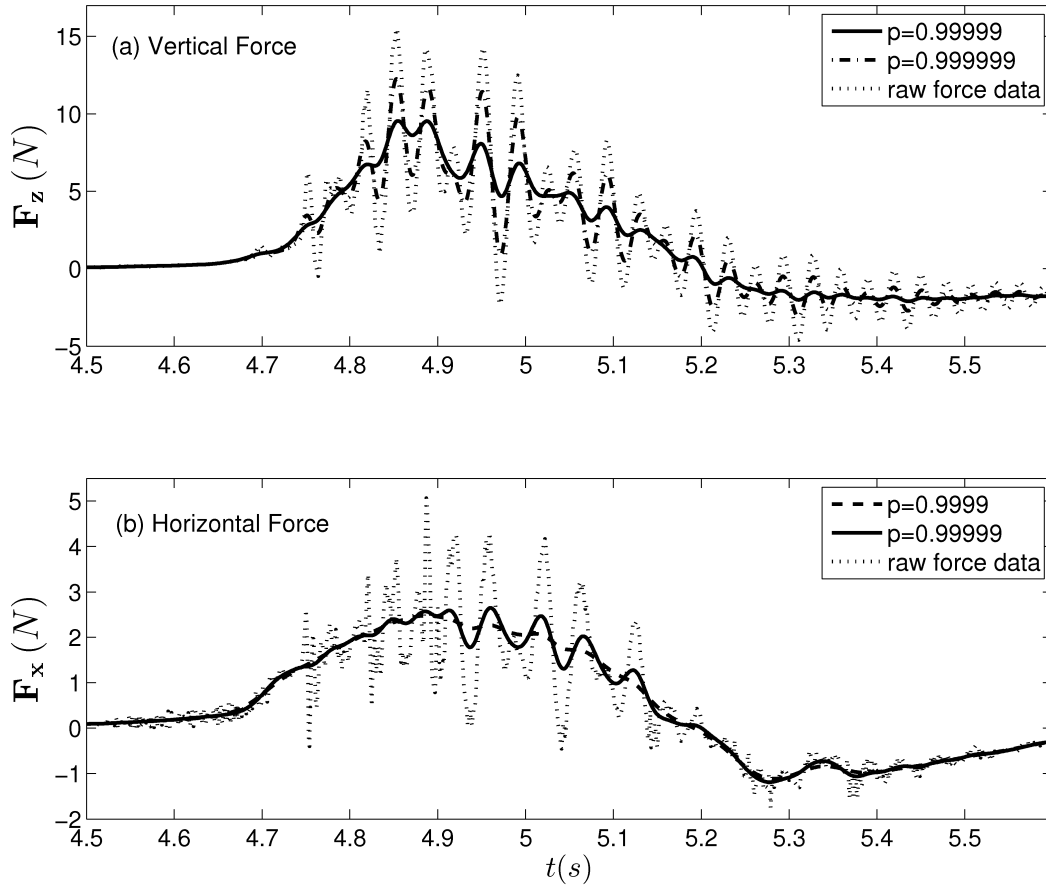 (a) Vertical Force
p=0.99999
p=0.999999
raw force data
F_z (N)
15
10
5
0
−5
4.5 4.6 4.7 4.8 4.9 5 5.1 5.2 5.3 5.4 5.5
(b) Horizontal Force
p=0.9999
p=0.99999
raw force data
F_x (N)
5
4
3
2
1
0
−1
−2
4.5 4.6 4.7 4.8 4.9 5 5.1 5.2 5.3 5.4 5.5
t(s)